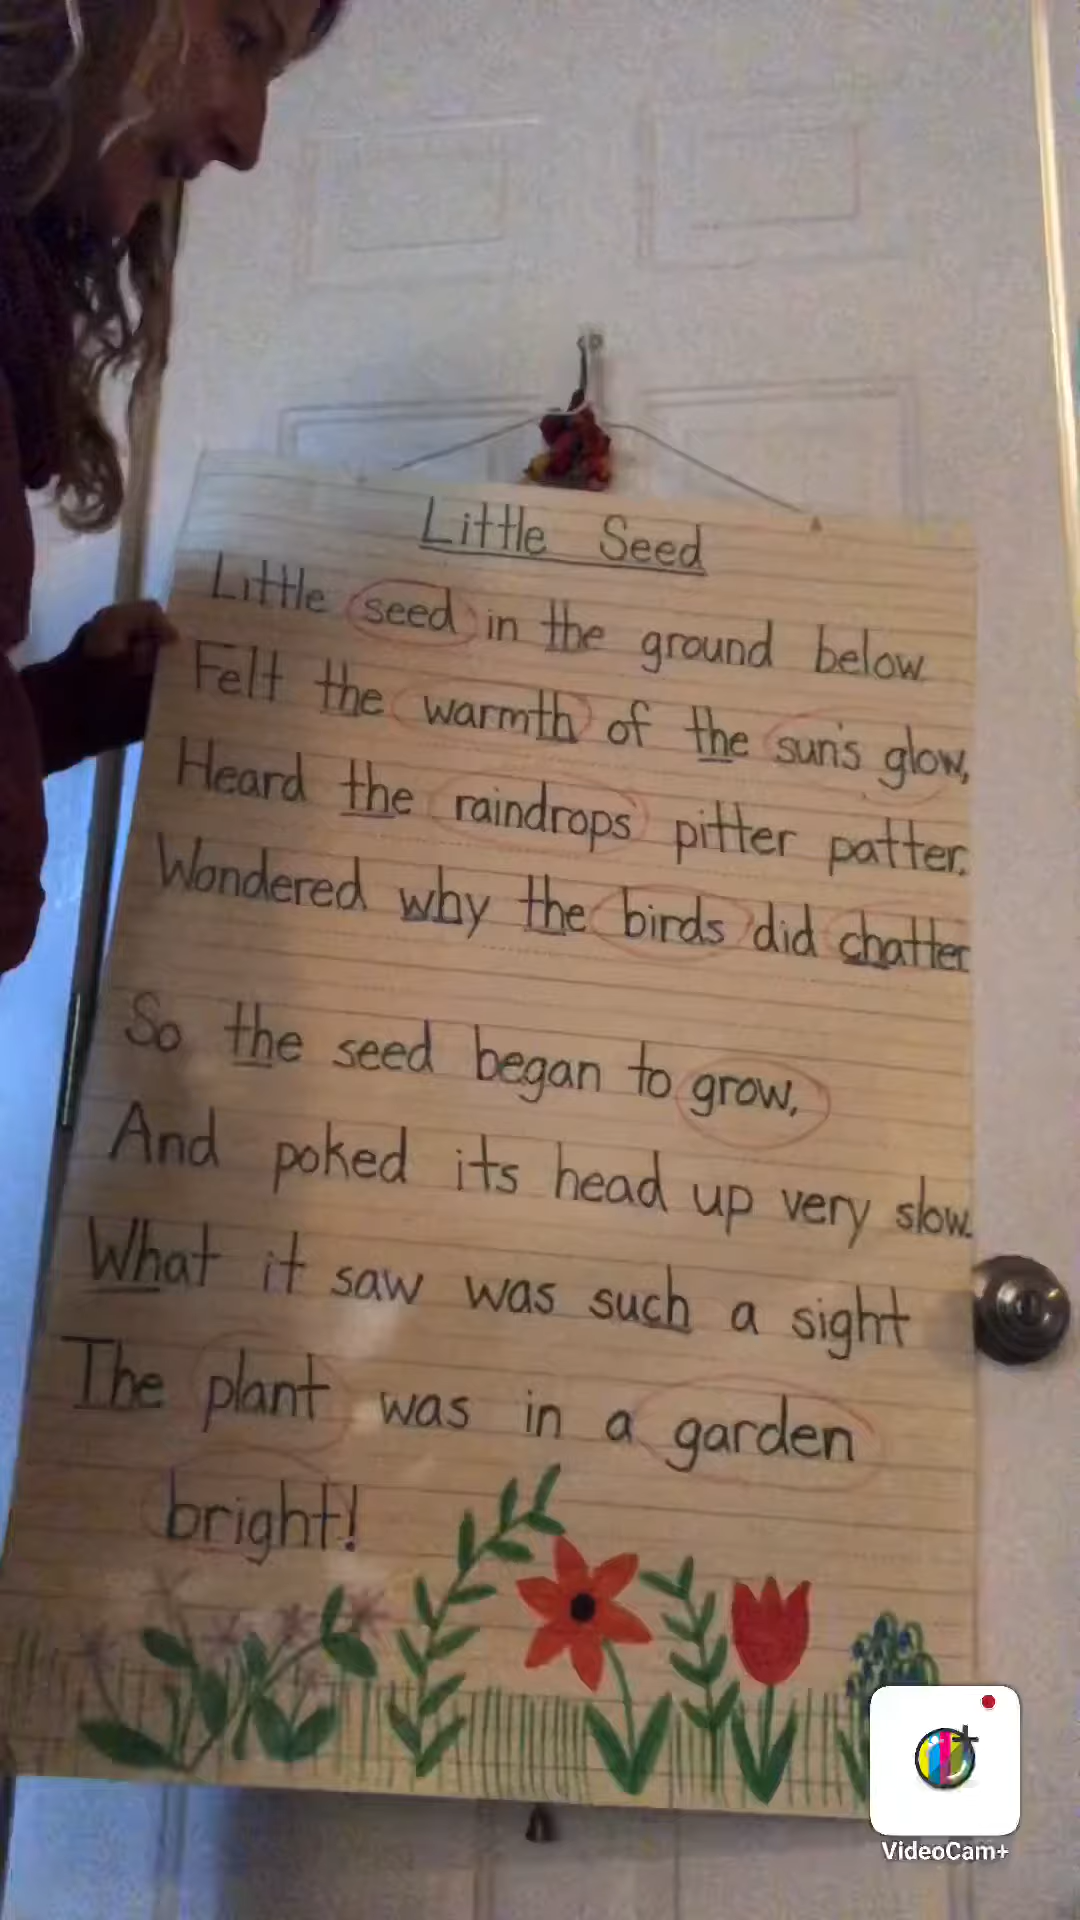 Little Seed
Little seed in the ground below
Felt the warmth of the sun's glow,
Heard the raindrops pitter patter.
Wondered why the birds did chatter
So the seed began to grow,
And poked its head up very slow.
What it saw was such a sight
The plant was in a garden
bright!
VideoCam+